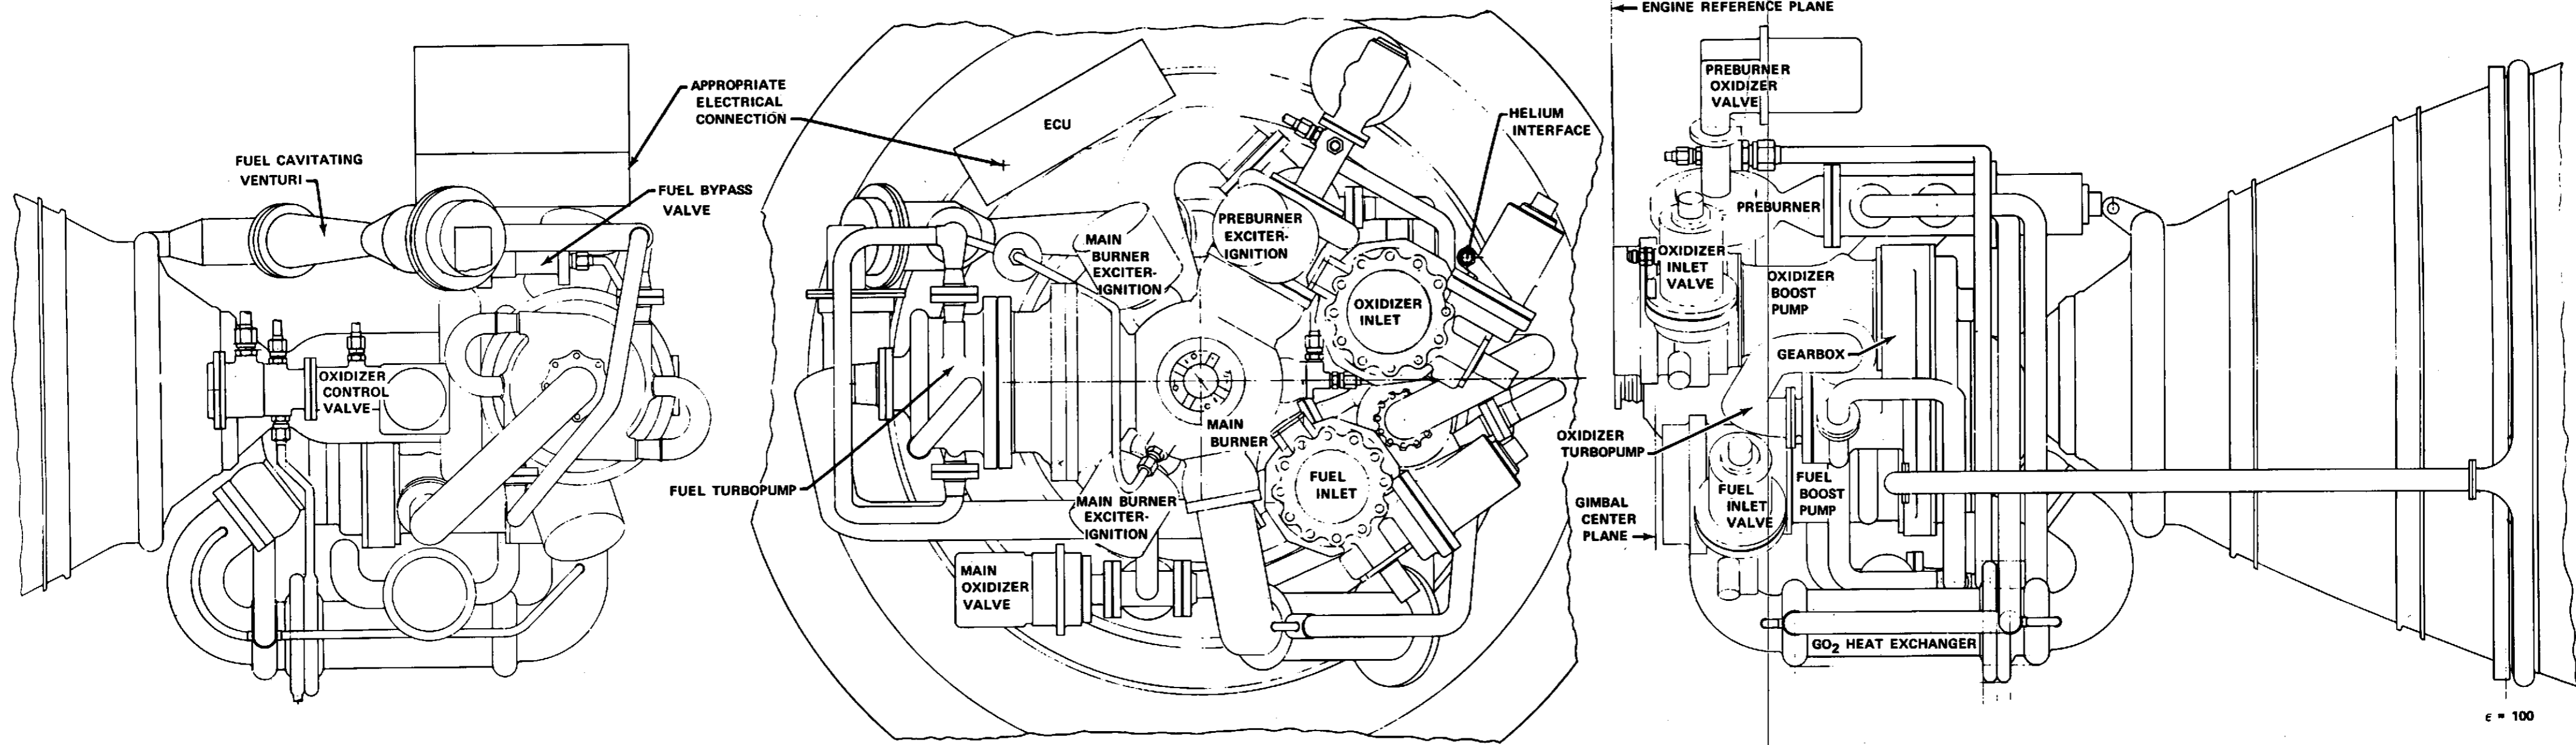 FUEL CAVITATING
VENTURI
APPROPRIATE
ELECTRICAL
CONNECTION
FUEL BYPASS
VALVE
OXIDIZER
CONTROL
VALVE
FUEL TURBOPUMP
ECU
MAIN
BURNER
EXCITER-
IGNITION
PREBURNER
EXCITER-
IGNITION
HELIUM
INTERFACE
OXIDIZER
INLET
MAIN
BURNER
FUEL
INLET
MAIN BURNER
EXCITER-
IGNITION
MAIN
OXIDIZER
VALVE
ENGINE REFERENCE PLANE
PREBURNER
OXIDIZER
VALVE
PREBURNER
OXIDIZER
INLET
VALVE
OXIDIZER
BOOST
PUMP
GEARBOX
OXIDIZER
TURBOPUMP
FUEL
INLET
VALVE
FUEL
BOOST
PUMP
GIMBAL
CENTER
PLANE
GO₂ HEAT EXCHANGER
ε = 100